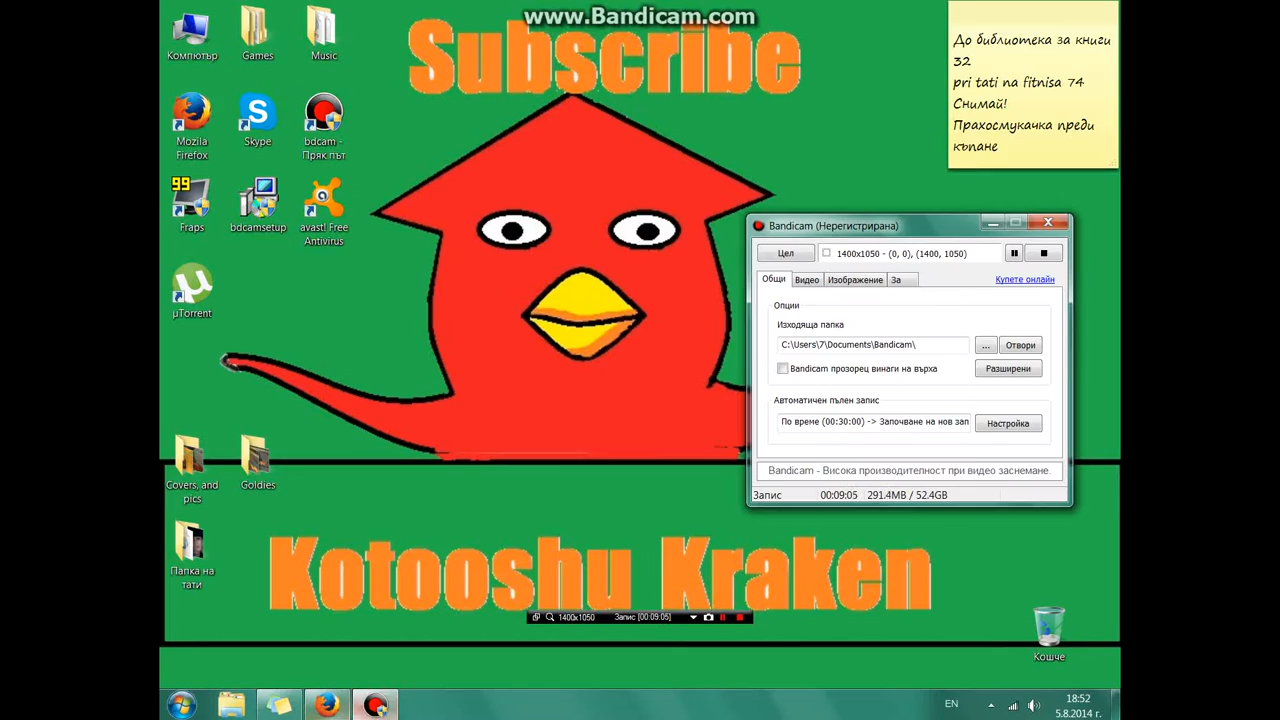 www.Bandicam.com
Subscribe
Компютър
Games
Music
До библиотека за книги
32
pri tati na fitnisa 74
Снимай!
Прахосмукачка преди
къпане
Mozila
Firefox
Skype
bdcam -
Пряк път
99
Fraps
bdcamsetup
avast! Free
Antivirus
µTorrent
Bandicam (Нерегистрирана)
Цел
1400x1050 - (0, 0), (1400, 1050)
Общи
Видео
Изображение
За
Купете онлайн
Опции
Изходяща папка
C:\Users\7\Documents\Bandicam\
...
Отвори
Bandicam прозорец винаги на върха
Разширени
Автоматичен пълен запис
По време (00:30:00) -> Започване на нов зап
Настройка
Bandicam - Висока производителност при видео заснемане.
Запис
00:09:05
291.4MB / 52.4GB
Covers, and
pics
Goldies
Папка на
тати
Kotooshu Kraken
1400x1050
Запис [00:09:05]
Кошче
EN
18:52
5.8.2014 г.